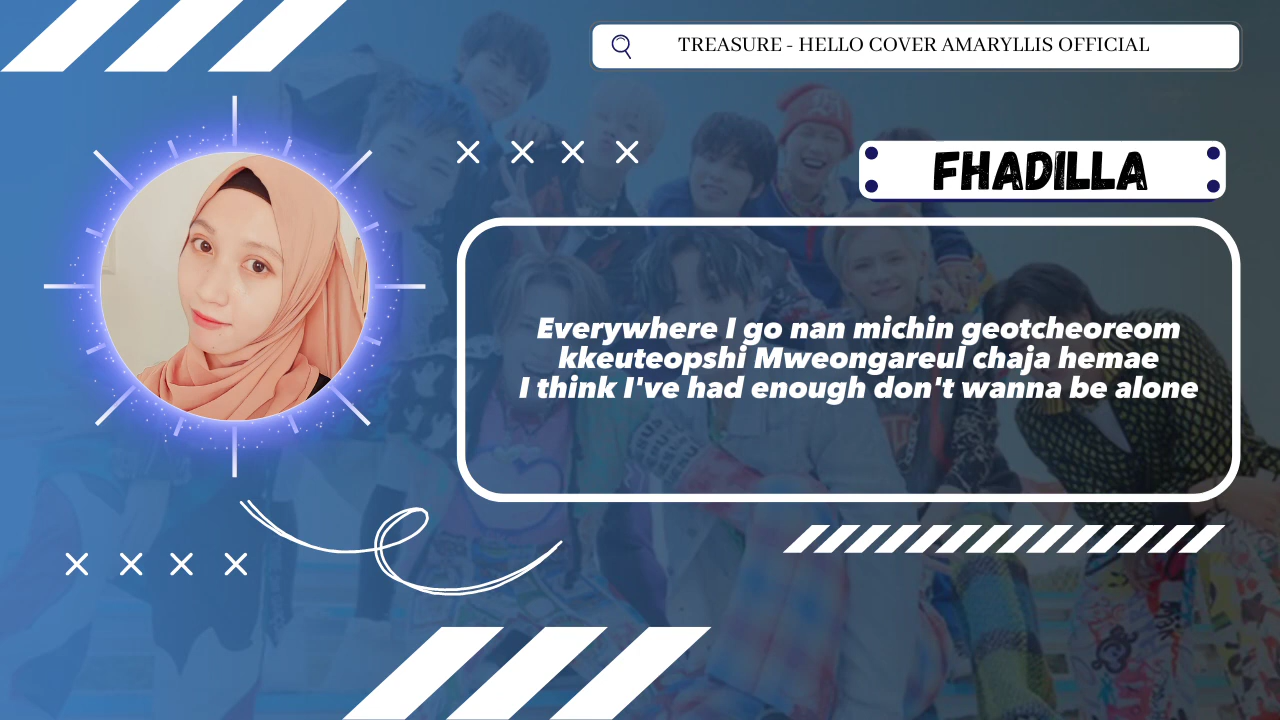 TREASURE - HELLO COVER AMARYLLIS OFFICIAL
FHADILLA
Everywhere I go nan michin geotcheoreom
kkeuteopshi Mweongareul chaja hemae
I think I've had enough don't wanna be alone